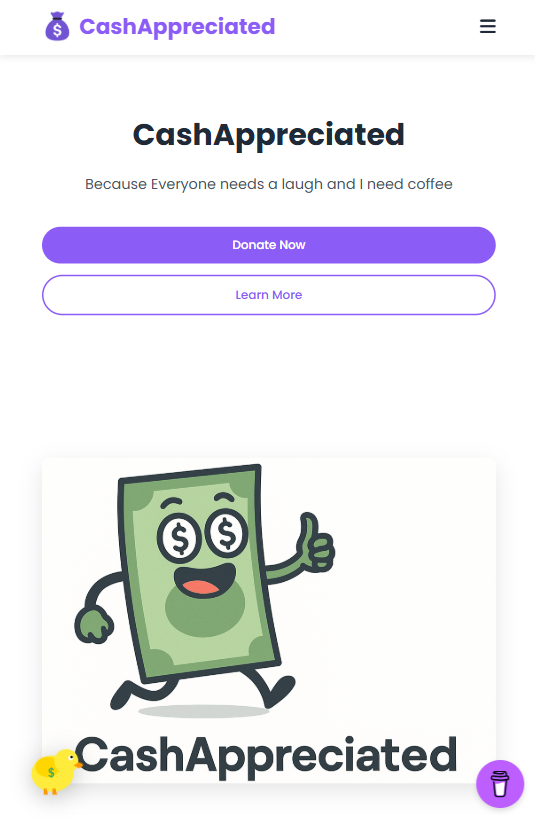 $ CashAppreciated
CashAppreciated
Because Everyone needs a laugh and I need coffee
Donate Now
Learn More
$ $
CashAppreciated
$